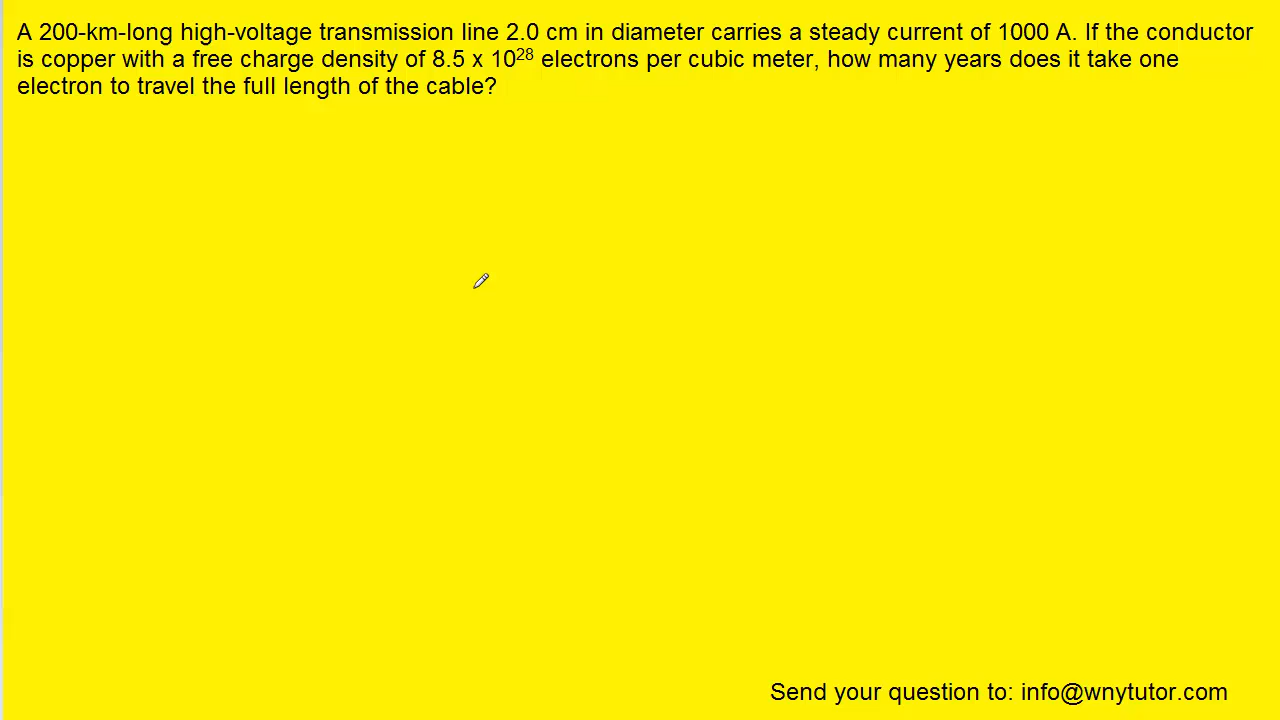 A 200-km-long high-voltage transmission line 2.0 cm in diameter carries a steady current of 1000 A. If the conductor
is copper with a free charge density of 8.5 x 10²⁸ electrons per cubic meter, how many years does it take one
electron to travel the full length of the cable?
Send your question to: info@wnytutor.com